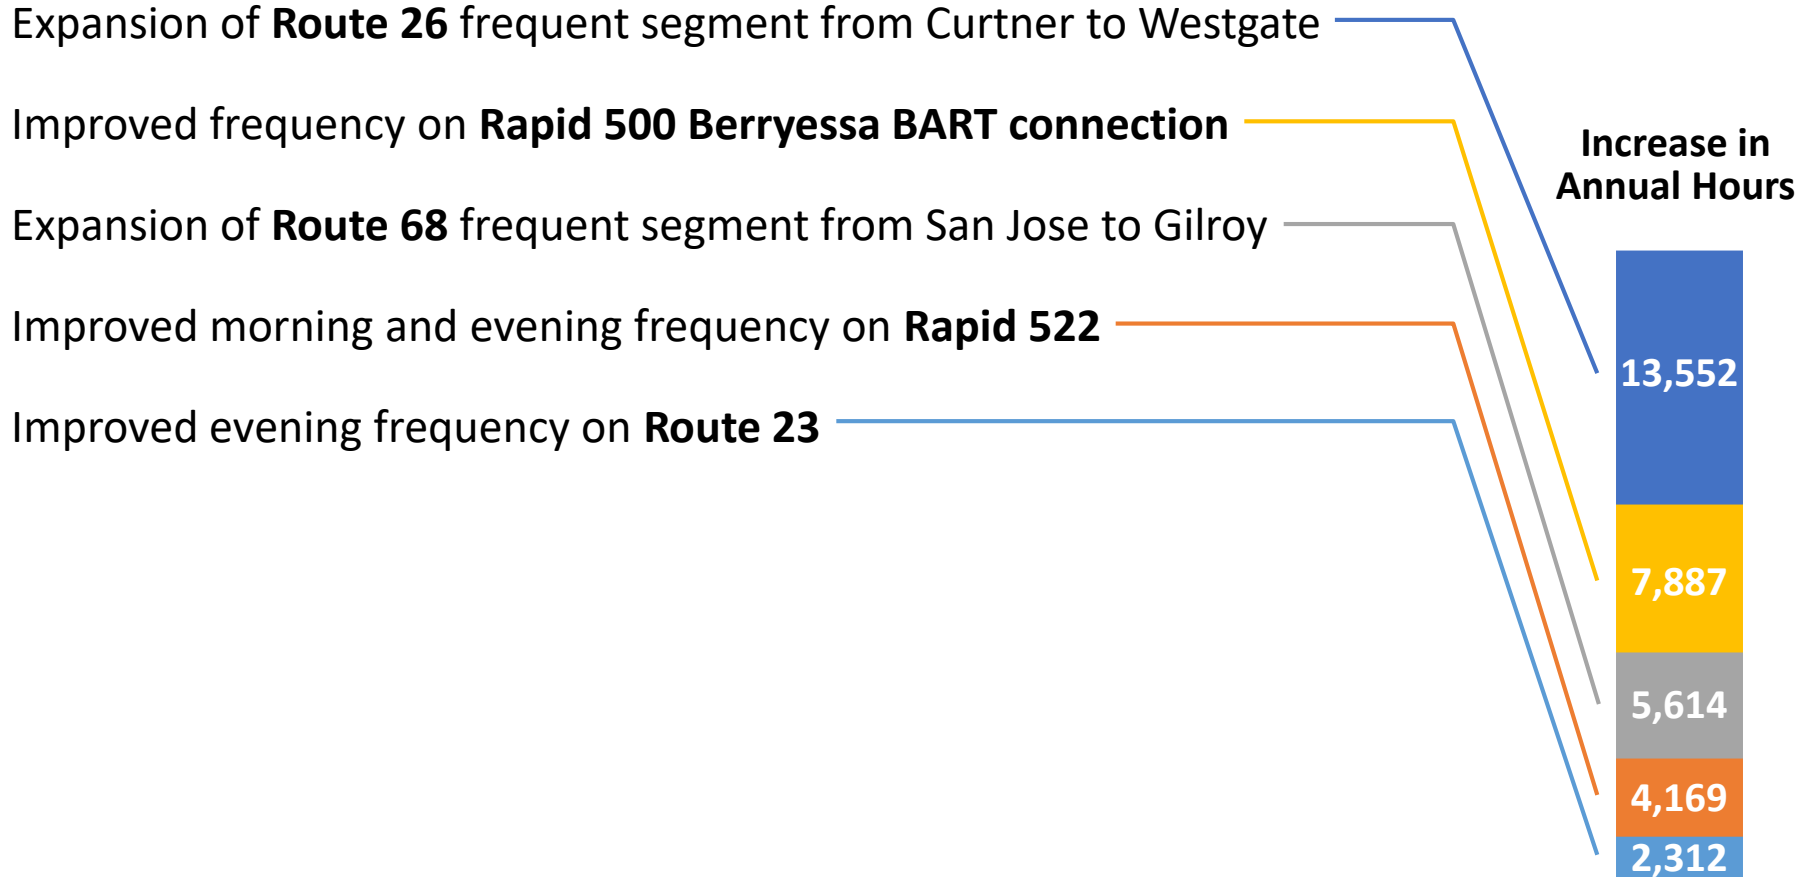 Expansion of Route 26 frequent segment from Curtner to Westgate
Improved frequency on Rapid 500 Berryessa BART connection
Expansion of Route 68 frequent segment from San Jose to Gilroy
Improved morning and evening frequency on Rapid 522
Improved evening frequency on Route 23
Increase in
Annual Hours
13,552
7,887
5,614
4,169
2,312